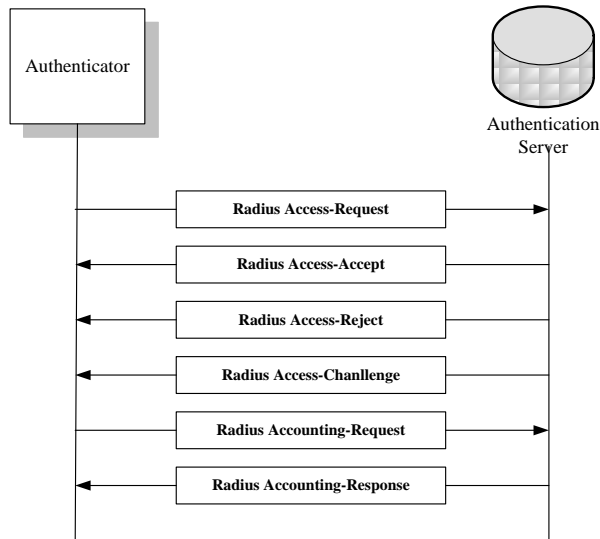 Authenticator
Authentication
Server
Radius Access-Request
Radius Access-Accept
Radius Access-Reject
Radius Access-Chanllenge
Radius Accounting-Request
Radius Accounting-Response